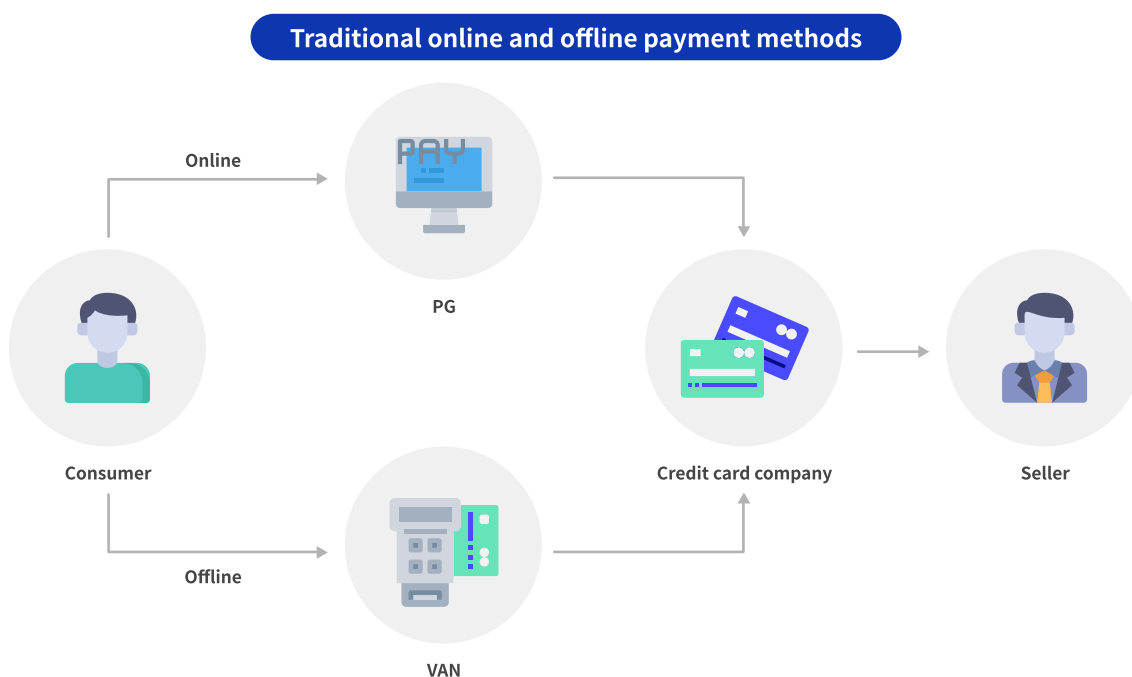 Traditional online and offline payment methods
Online
PAY
PG
Consumer
Credit card company
Seller
Offline
VAN